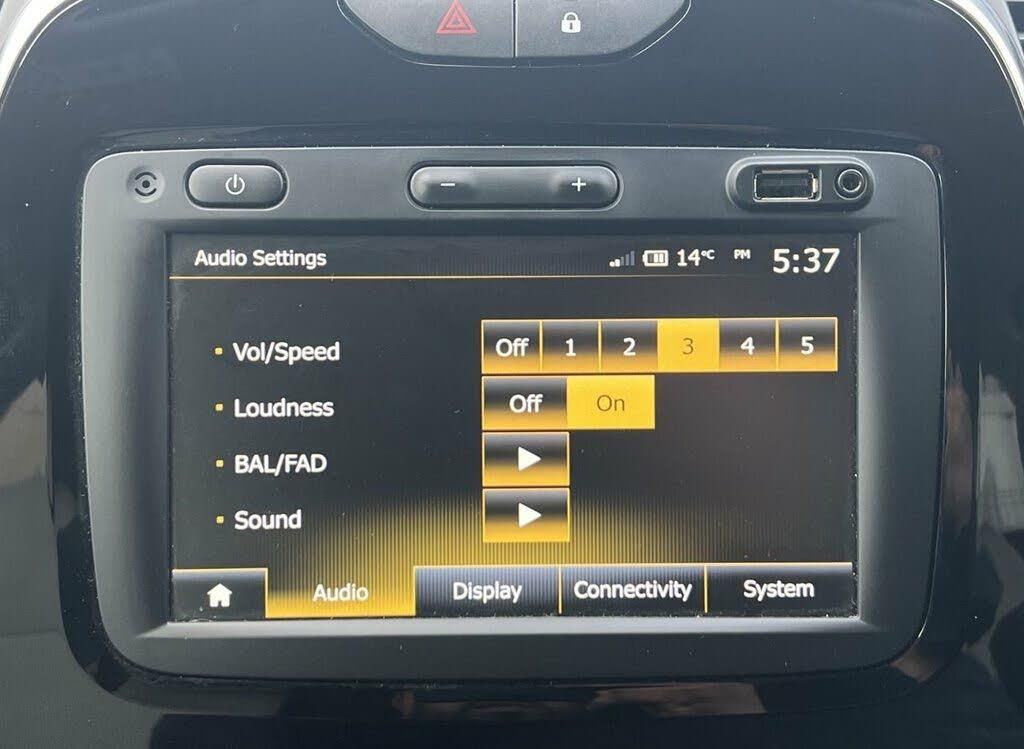 Audio Settings 14°C PM 5:37
Vol/Speed Off 1 2 3 4 5
Loudness Off On
BAL/FAD
Sound
Audio Display Connectivity System